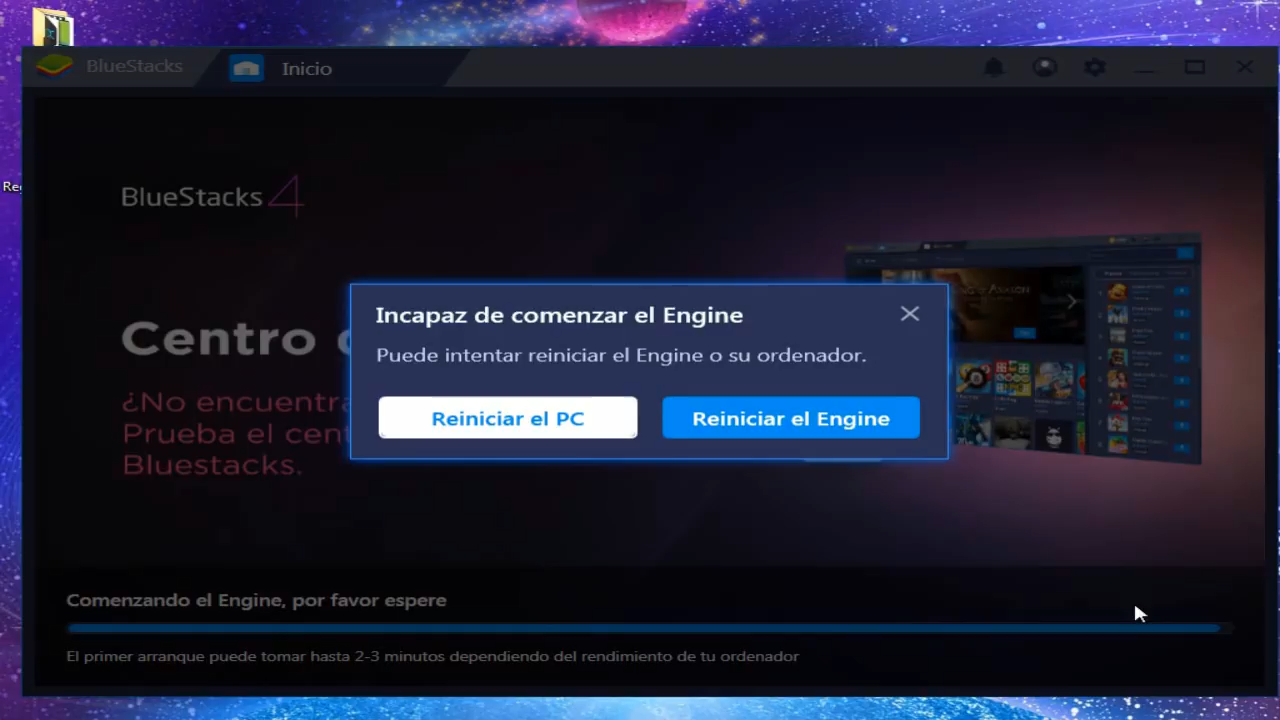 BlueStacks
Inicio
BlueStacks 4
Incapaz de comenzar el Engine
Puede intentar reiniciar el Engine o su ordenador.
Reiniciar el PC
Reiniciar el Engine
Centro
¿No encuentra
Prueba el cent
Bluestacks.
Comenzando el Engine, por favor espere
El primer arranque puede tomar hasta 2-3 minutos dependiendo del rendimiento de tu ordenador